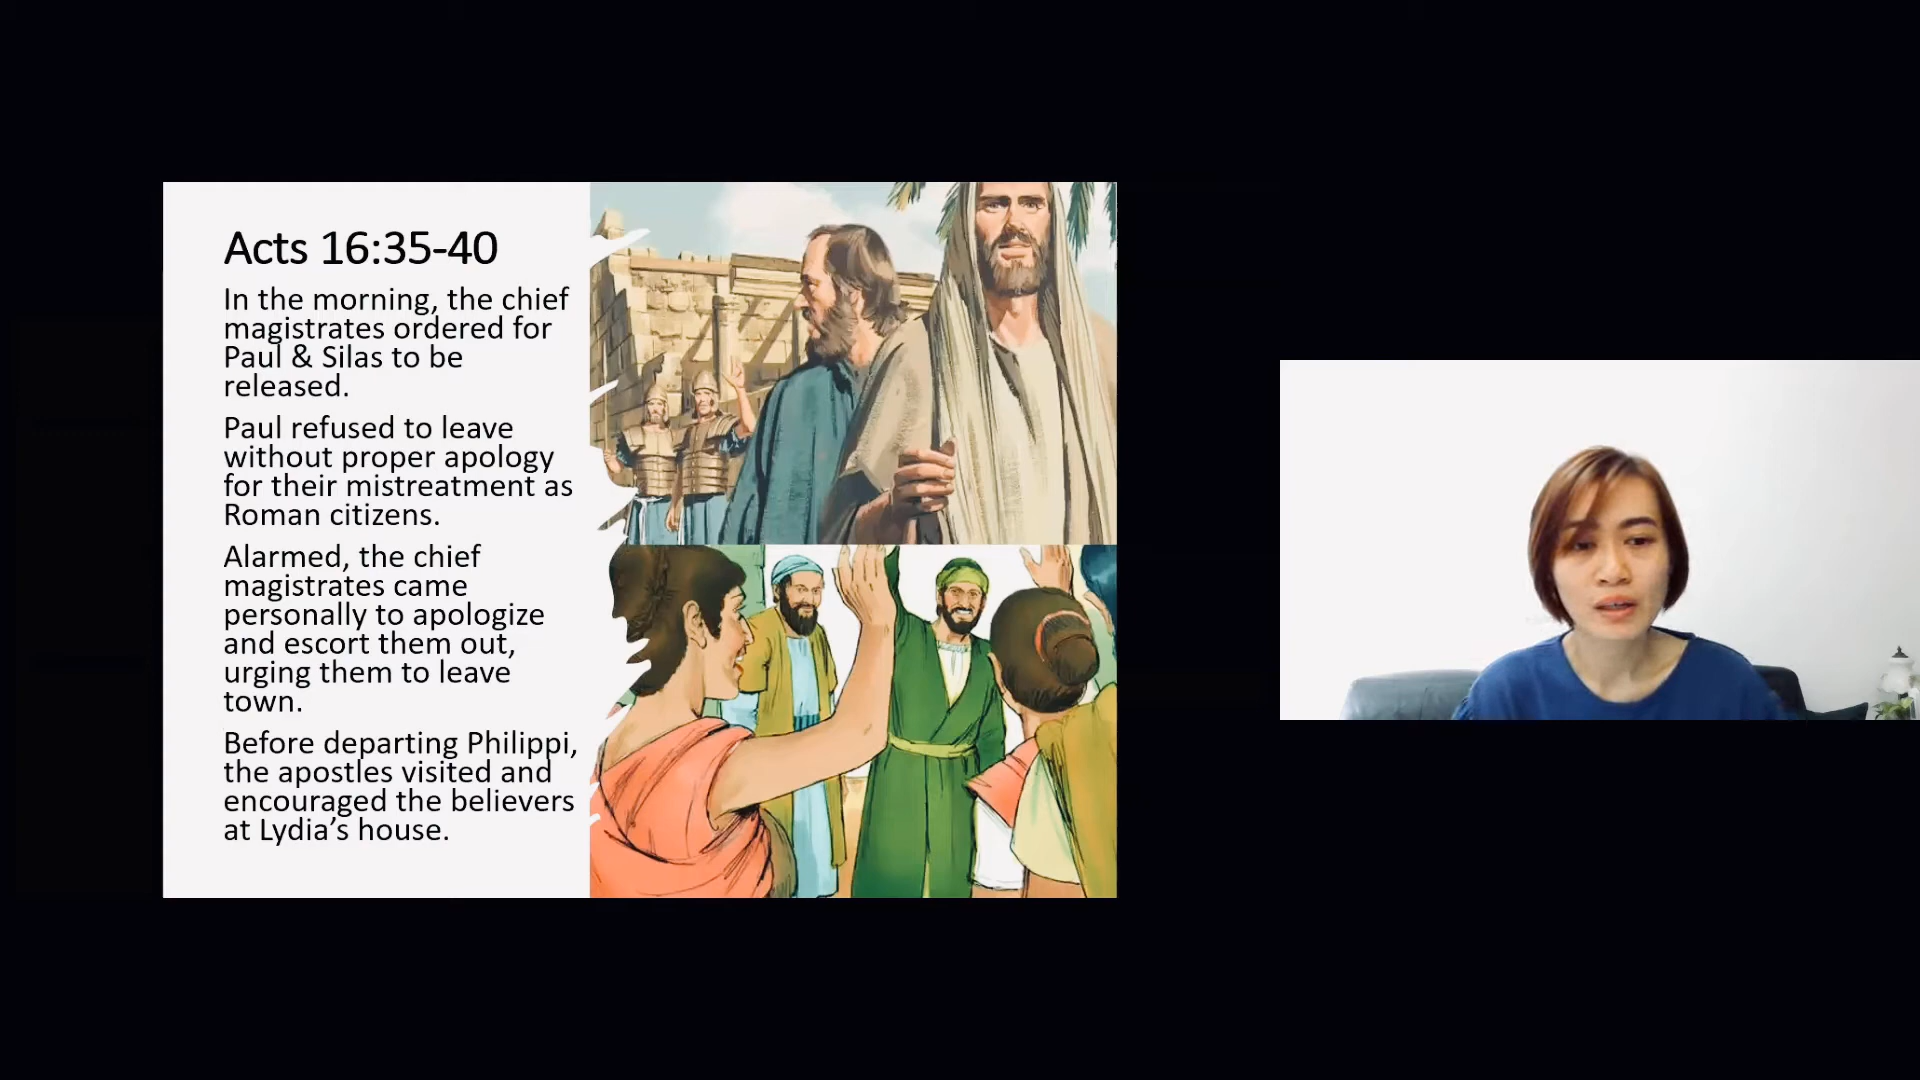 Acts 16:35-40
In the morning, the chief
magistrates ordered for
Paul & Silas to be
released.
Paul refused to leave
without proper apology
for their mistreatment as
Roman citizens.
Alarmed, the chief
magistrates came
personally to apologize
and escort them out,
urging them to leave
town.
Before departing Philippi,
the apostles visited and
encouraged the believers
at Lydia’s house.